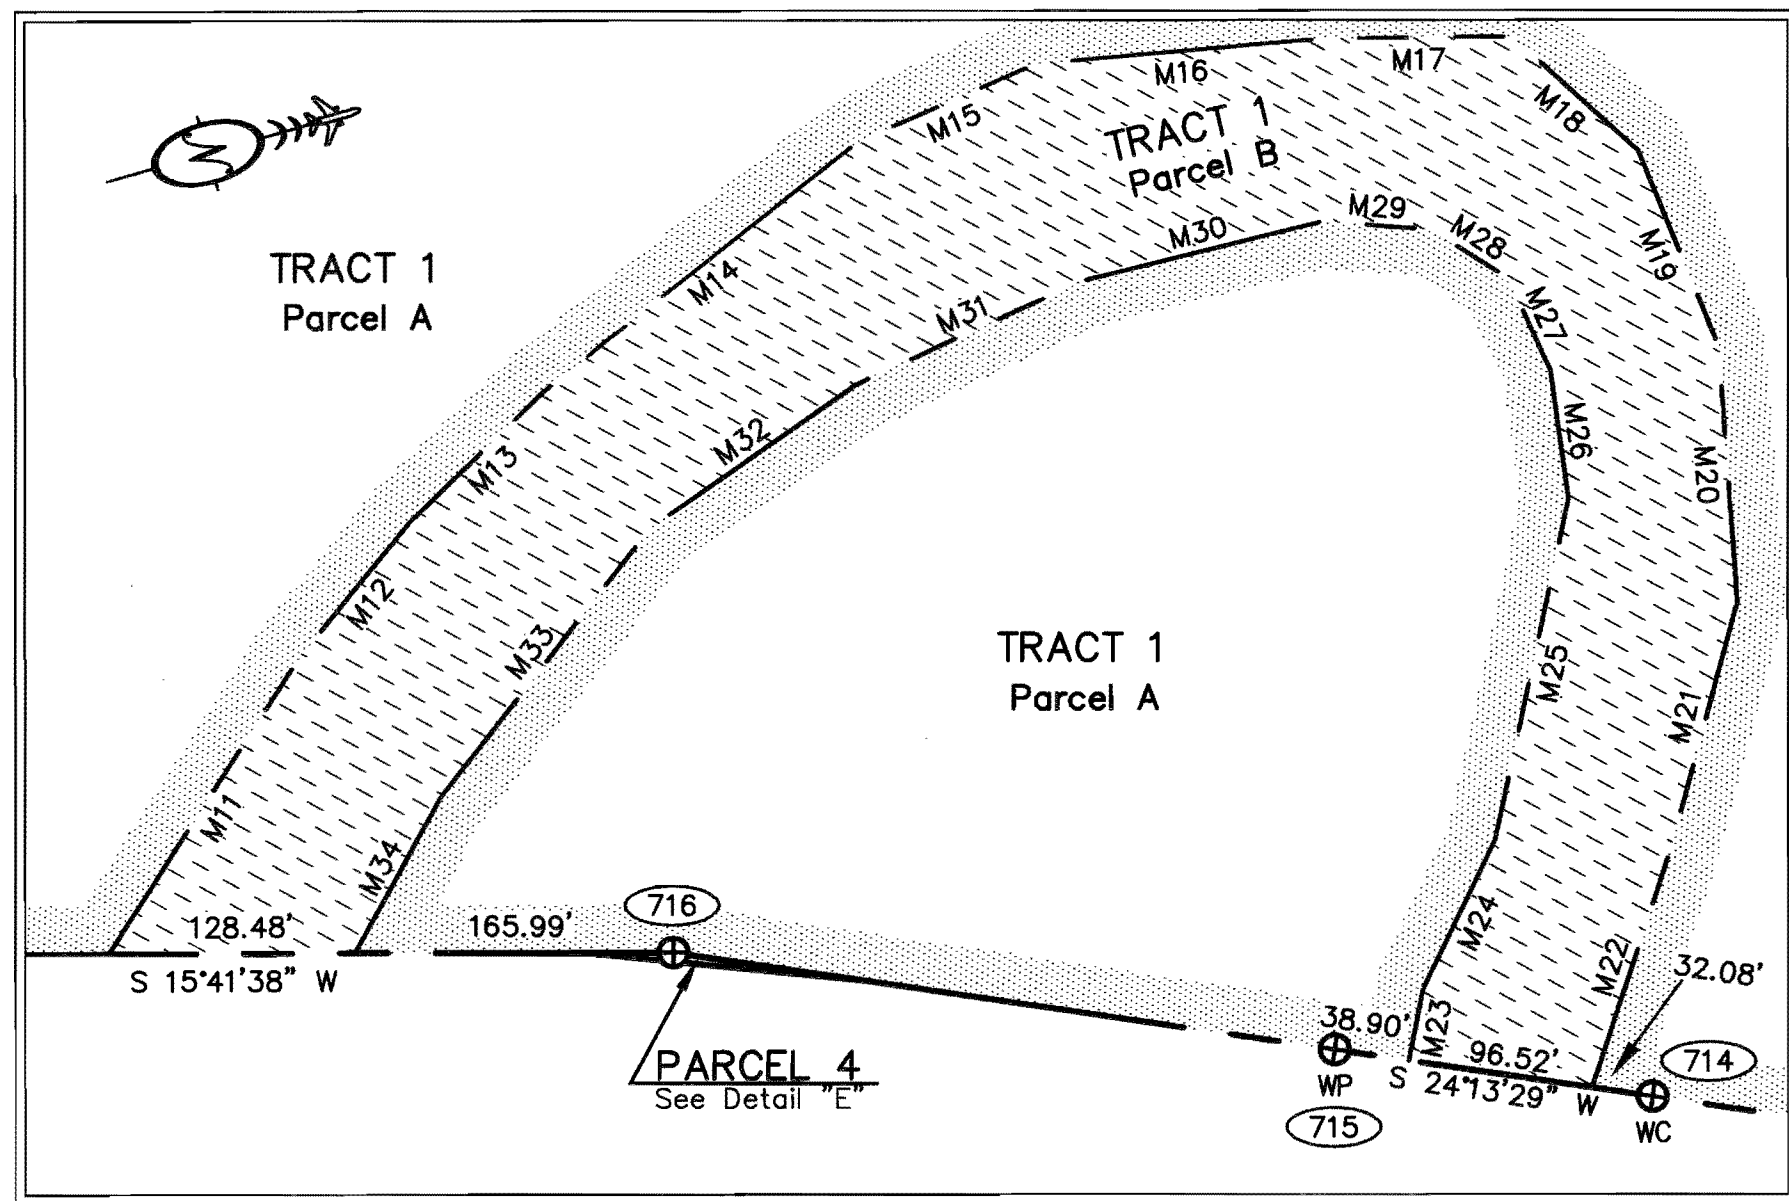 M17
M16
M18
M15
TRACT 1
Parcel B
N
M29
M30
M28
M19
TRACT 1
Parcel A
M14
M31
M27
M26
M32
M13
M20
M12
M33
TRACT 1
Parcel A
M25
M21
M11
M34
716
128.48'
165.99'
M24
M22
32.08'
S 15°41'38" W
38.90'
M23
96.52'
714
PARCEL 4
See Detail "E"
WP
S 24°13'29" W
715
WC